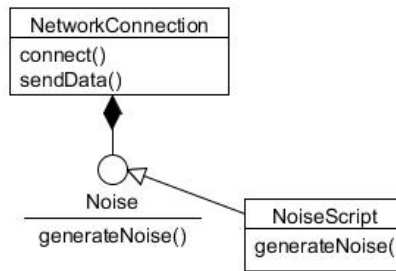 NetworkConnection
connect()
sendData()
Noise
generateNoise()
NoiseScript
generateNoise(